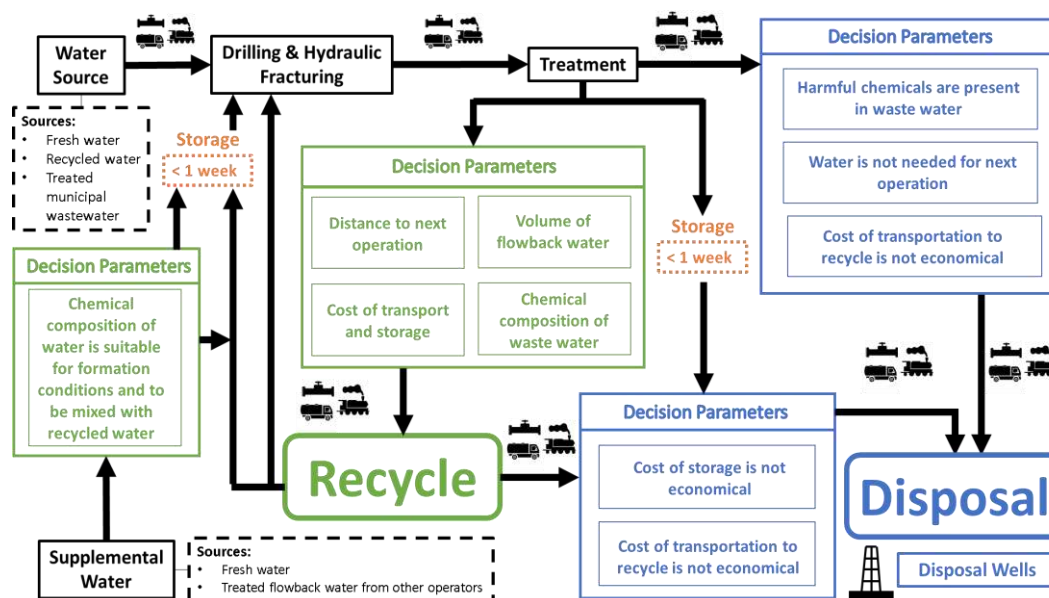 Water
Source
Drilling & Hydraulic
Fracturing
Treatment
Decision Parameters
Harmful chemicals are present
in waste water
Water is not needed for next
operation
Cost of transportation to
recycle is not economical
Sources:
• Fresh water
• Recycled water
• Treated
municipal
wastewater
Storage
< 1 week
Decision Parameters
Distance to next
operation
Volume of
flowback water
Cost of transport
and storage
Chemical
composition of
waste water
Storage
< 1 week
Decision Parameters
Chemical
composition of
water is suitable
for formation
conditions and to
be mixed with
recycled water
Recycle
Decision Parameters
Cost of storage is not
economical
Cost of transportation to
recycle is not economical
Disposal
Disposal Wells
Supplemental
Water
Sources:
• Fresh water
• Treated flowback water from other operators